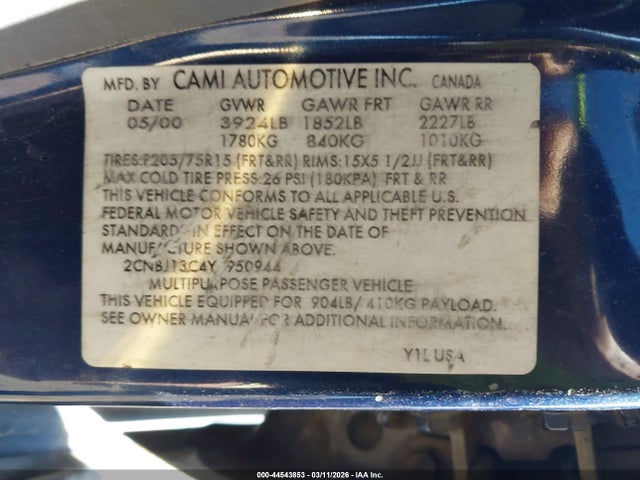 MFD. BY CAMI AUTOMOTIVE INC. CANADA
DATE GVWR GAWR FRT GAWR RR
05/00 3924LB 1852LB 2227LB
1780KG 840KG 1010KG
TIRES:P205/75R15 (FRT&RR) RIMS:15X5 1/2JJ (FRT&RR)
MAX COLD TIRE PRESS:26 PSI (180KPA) FRT & RR
THIS VEHICLE CONFORMS TO ALL APPLICABLE U.S.
FEDERAL MOTOR VEHICLE SAFETY AND THEFT PREVENTION
STANDARDS IN EFFECT ON THE DATE OF
MANUFACTURE SHOWN ABOVE.
2CNBJ13C4Y 950944
MULTIPURPOSE PASSENGER VEHICLE
THIS VEHICLE EQUIPPED FOR 904LB/410KG PAYLOAD.
SEE OWNER MANUAL FOR ADDITIONAL INFORMATION.
Y1L USA
000-44543853 - 03/11/2026 - IAA Inc.